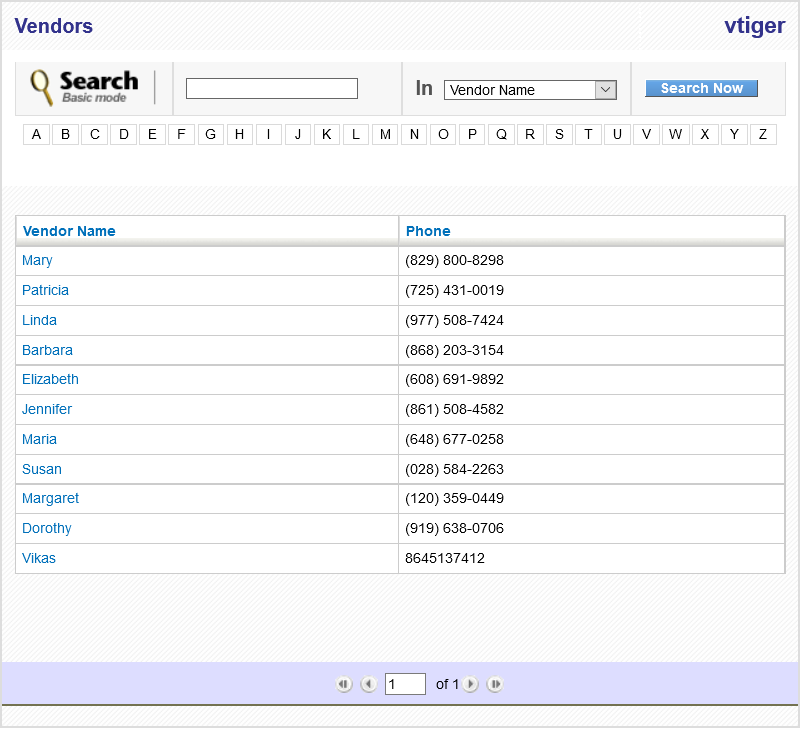 Vendors vtiger
Search
Basic mode
In Vendor Name Search Now
A B C D E F G H I J K L M N O P Q R S T U V W X Y Z
Vendor Name Phone
Mary (829) 800-8298
Patricia (725) 431-0019
Linda (977) 508-7424
Barbara (868) 203-3154
Elizabeth (608) 691-9892
Jennifer (861) 508-4582
Maria (648) 677-0258
Susan (028) 584-2263
Margaret (120) 359-0449
Dorothy (919) 638-0706
Vikas 8645137412
1 of 1